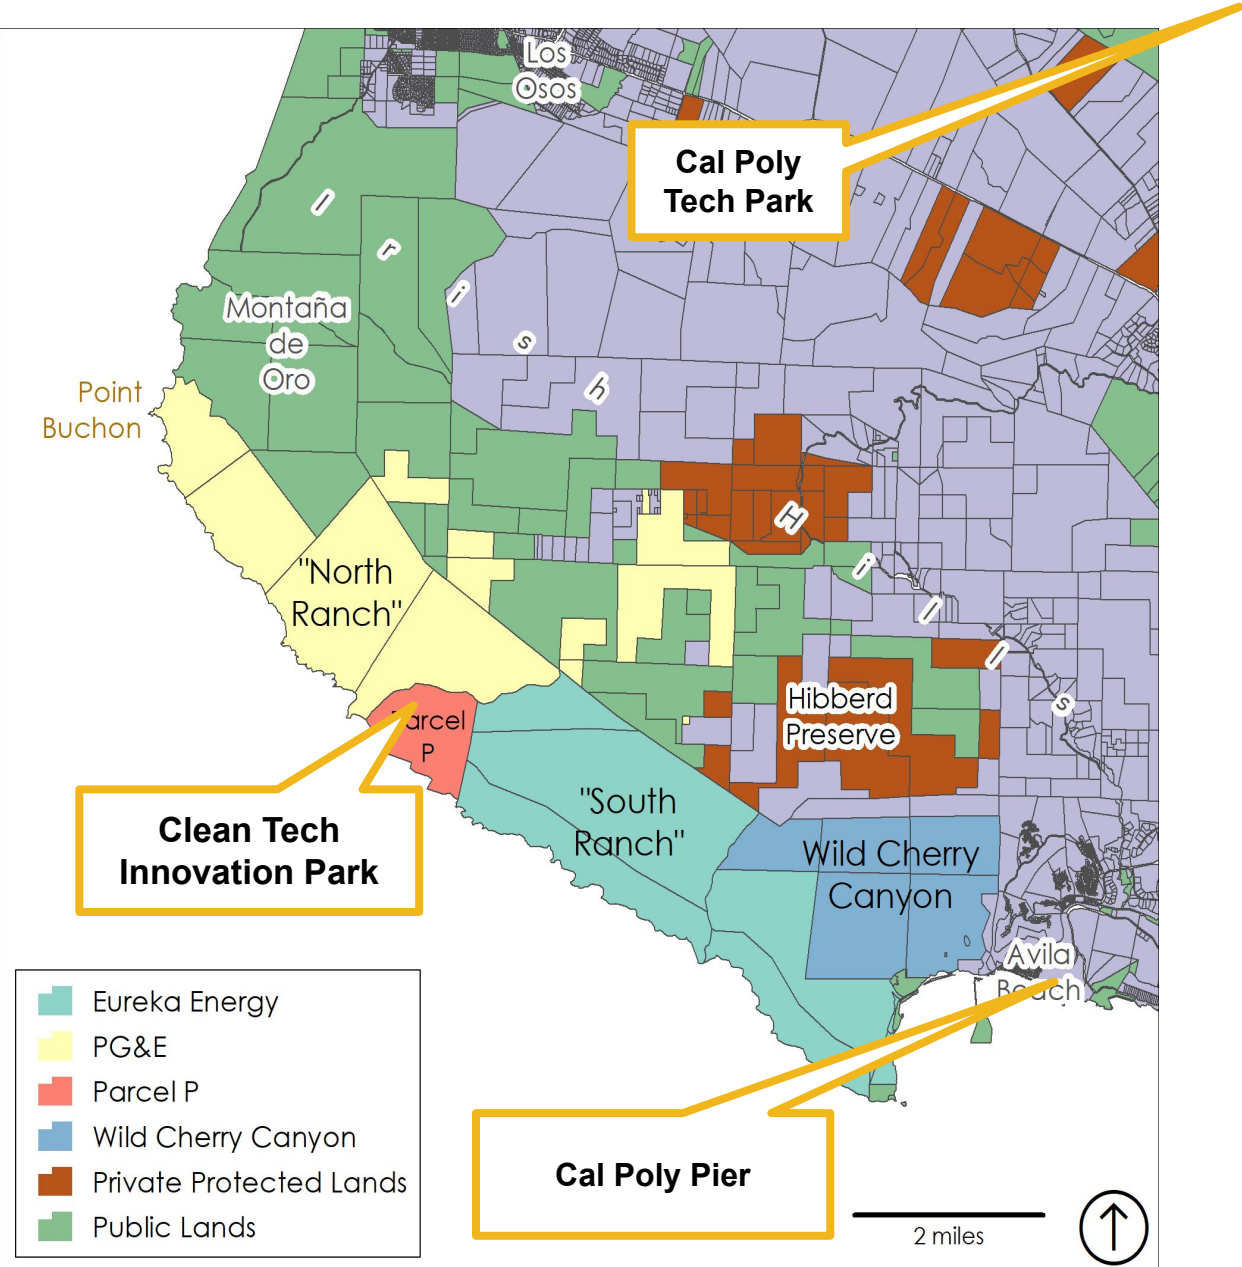 Los
Osos
Cal Poly
Tech Park
Irish
Hills
Montaña
de
Oro
Point
Buchon
"North
Ranch"
Hibberd
Preserve
Parcel
P
Clean Tech
Innovation Park
"South
Ranch"
Wild Cherry
Canyon
Avila
Beach
Eureka Energy
PG&E
Parcel P
Wild Cherry Canyon
Private Protected Lands
Public Lands
Cal Poly Pier
2 miles